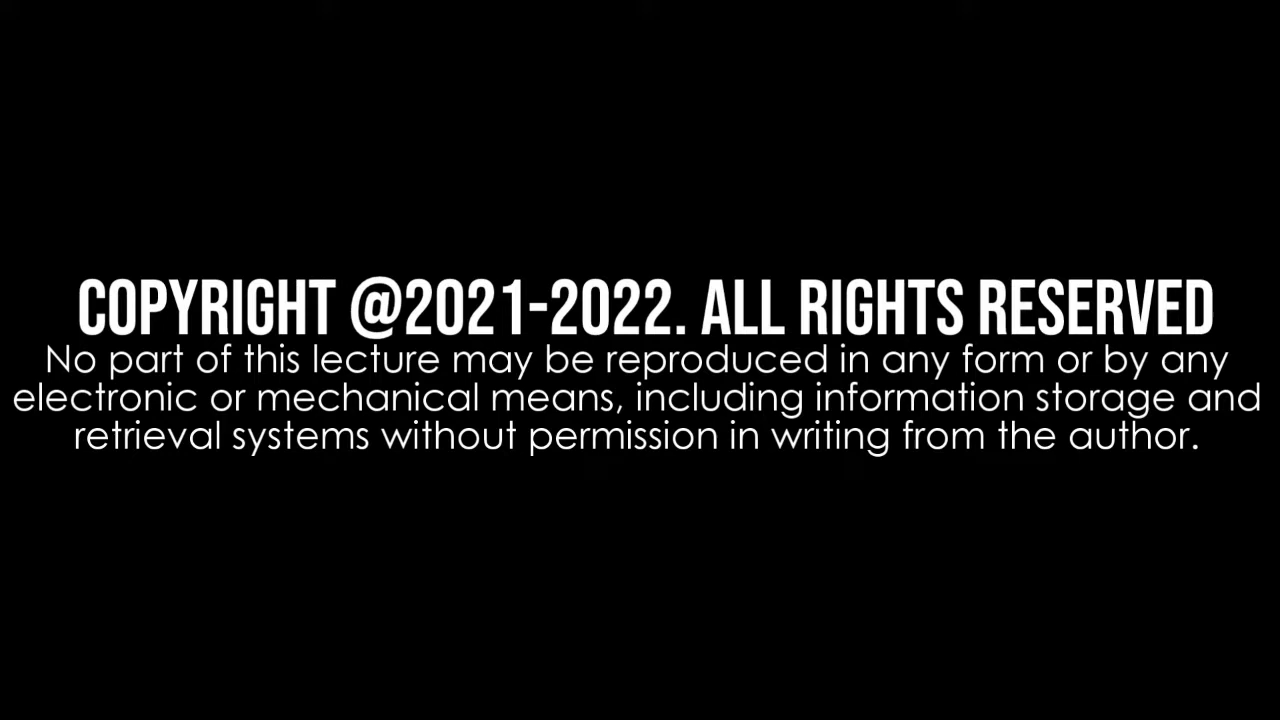 COPYRIGHT @2021-2022. ALL RIGHTS RESERVED
No part of this lecture may be reproduced in any form or by any
electronic or mechanical means, including information storage and
retrieval systems without permission in writing from the author.